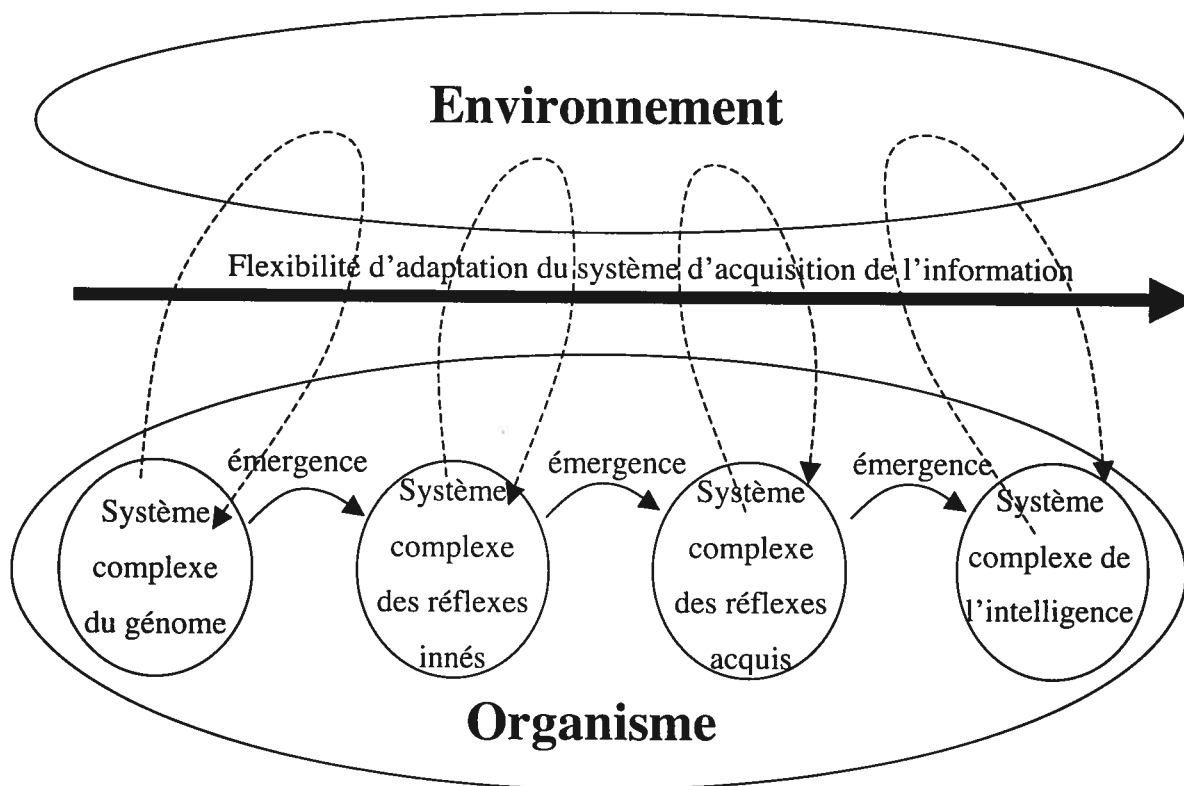 Environnement
Flexibilité d'adaptation du système d'acquisition de l'information
émergence
émergence
émergence
Système
complexe
du génome
Système
complexe
des réflexes
innés
Système
complexe
des réflexes
acquis
Système
complexe de
l'intelligence
Organisme